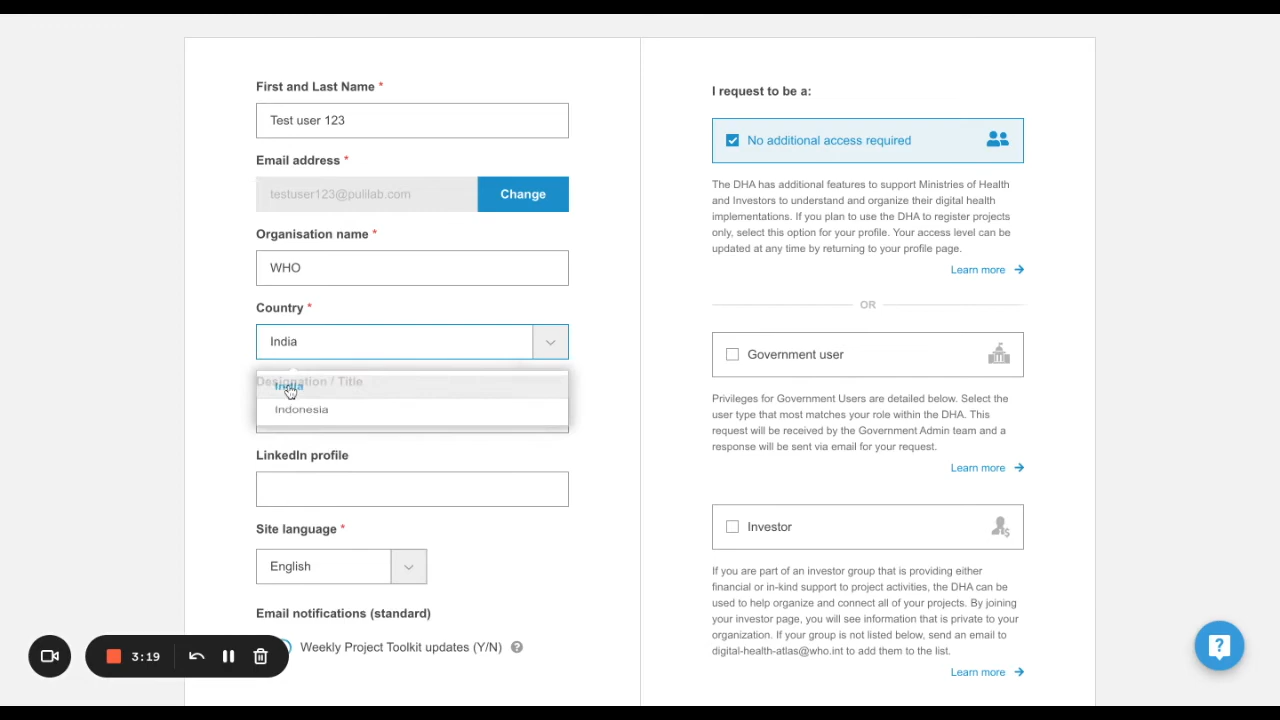 First and Last Name *
Test user 123
Email address *
testuser123@pulilab.com
Change
Organisation name *
WHO
Country *
India
Designation / Title
India
Indonesia
LinkedIn profile
Site language *
English
Email notifications (standard)
Weekly Project Toolkit updates (Y/N) ?
3:19
I request to be a:
No additional access required
The DHA has additional features to support Ministries of Health
and Investors to understand and organize their digital health
implementations. If you plan to use the DHA to register projects
only, select this option for your profile. Your access level can be
updated at any time by returning to your profile page.
Learn more
OR
Government user
Privileges for Government Users are detailed below. Select the
user type that most matches your role within the DHA. This
request will be received by the Government Admin team and a
response will be sent via email for your request.
Learn more
Investor
If you are part of an investor group that is providing either
financial or in-kind support to project activities, the DHA can be
used to help organize and connect all of your projects. By joining
your investor page, you will see information that is private to your
organization. If your group is not listed below, send an email to
digital-health-atlas@who.int to add them to the list.
Learn more
?